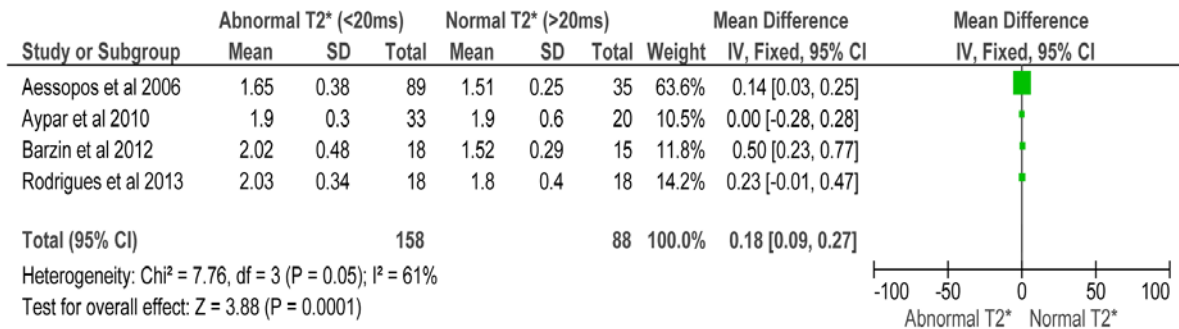 Abnormal T2* (<20ms) Normal T2* (>20ms) Mean Difference Mean Difference
Study or Subgroup Mean SD Total Mean SD Total Weight IV, Fixed, 95% CI IV, Fixed, 95% CI
Aessopos et al 2006 1.65 0.38 89 1.51 0.25 35 63.6% 0.14 [0.03, 0.25]
Aypar et al 2010 1.9 0.3 33 1.9 0.6 20 10.5% 0.00 [-0.28, 0.28]
Barzin et al 2012 2.02 0.48 18 1.52 0.29 15 11.8% 0.50 [0.23, 0.77]
Rodrigues et al 2013 2.03 0.34 18 1.8 0.4 18 14.2% 0.23 [-0.01, 0.47]
Total (95% CI) 158 88 100.0% 0.18 [0.09, 0.27]
Heterogeneity: Chi² = 7.76, df = 3 (P = 0.05); I² = 61%
Test for overall effect: Z = 3.88 (P = 0.0001)
-100 -50 0 50 100
Abnormal T2* Normal T2*